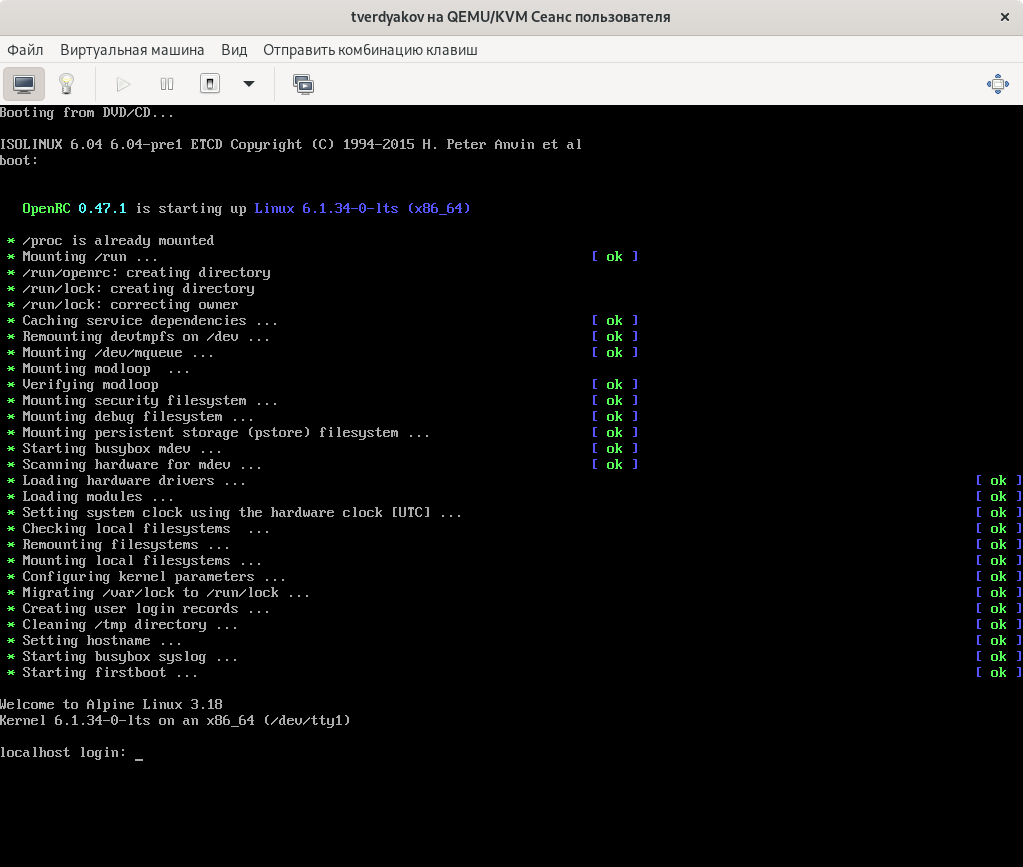 tverdyakov на QEMU/KVM Сеанс пользователя
Файл Виртуальная машина Вид Отправить комбинацию клавиш
Booting from DVD/CD...
ISOLINUX 6.04 6.04-pre1 ETCD Copyright (C) 1994-2015 H. Peter Anvin et al
boot:
OpenRC 0.47.1 is starting up Linux 6.1.34-0-lts (x86_64)
* /proc is already mounted
* Mounting /run ... [ ok ]
* /run/openrc: creating directory
* /run/lock: creating directory
* /run/lock: correcting owner
* Caching service dependencies ... [ ok ]
* Remounting devtmpfs on /dev ... [ ok ]
* Mounting /dev/mqueue ... [ ok ]
* Mounting modloop  ...
* Verifying modloop [ ok ]
* Mounting security filesystem ... [ ok ]
* Mounting debug filesystem ... [ ok ]
* Mounting persistent storage (pstore) filesystem ... [ ok ]
* Starting busybox mdev ... [ ok ]
* Scanning hardware for mdev ... [ ok ]
* Loading hardware drivers ... [ ok ]
* Loading modules ... [ ok ]
* Setting system clock using the hardware clock [UTC] ... [ ok ]
* Checking local filesystems  ... [ ok ]
* Remounting filesystems ... [ ok ]
* Mounting local filesystems ... [ ok ]
* Configuring kernel parameters ... [ ok ]
* Migrating /var/lock to /run/lock ... [ ok ]
* Creating user login records ... [ ok ]
* Cleaning /tmp directory ... [ ok ]
* Setting hostname ... [ ok ]
* Starting busybox syslog ... [ ok ]
* Starting firstboot ... [ ok ]
Welcome to Alpine Linux 3.18
Kernel 6.1.34-0-lts on an x86_64 (/dev/tty1)
localhost login: _